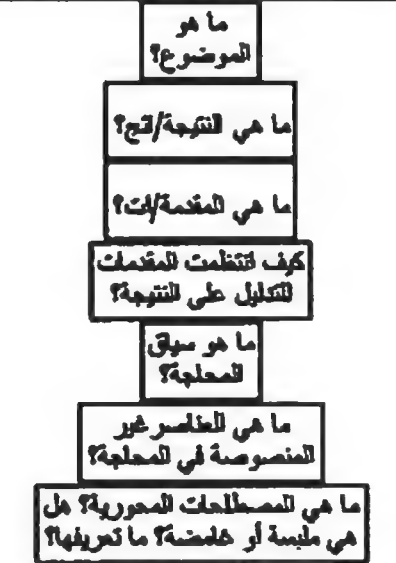 ما هو
الموضوع؟
ما هي النتيجة/ائج؟
ما هي المقدمة/ات؟
كيف انتظمت المقدمات
للتدليل على النتيجة؟
ما هو سياق
المحاجة؟
ما هي العناصر غير
المنصوصة في المحاجة؟
ما هي المصطلحات المحورية؟ هل
هي ملبسة أو غامضة؟ ما تعريفها؟